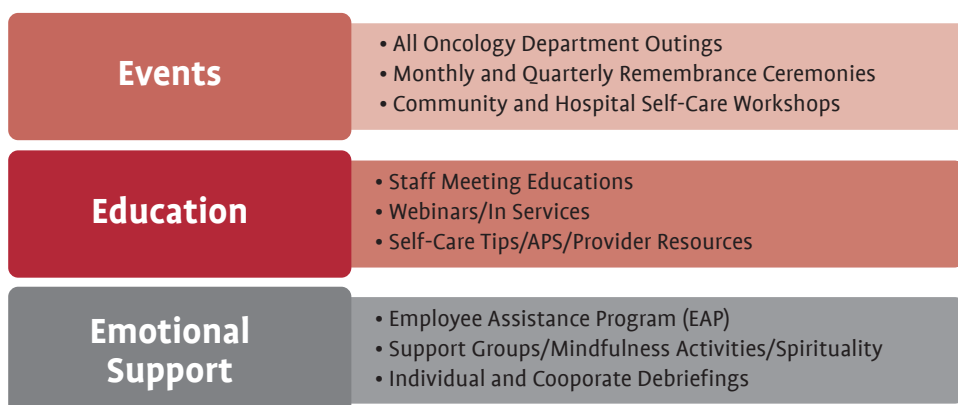 Events
• All Oncology Department Outings
• Monthly and Quarterly Remembrance Ceremonies
• Community and Hospital Self-Care Workshops
Education
• Staff Meeting Educations
• Webinars/In Services
• Self-Care Tips/APS/Provider Resources
Emotional
Support
• Employee Assistance Program (EAP)
• Support Groups/Mindfulness Activities/Spirituality
• Individual and Cooporate Debriefings